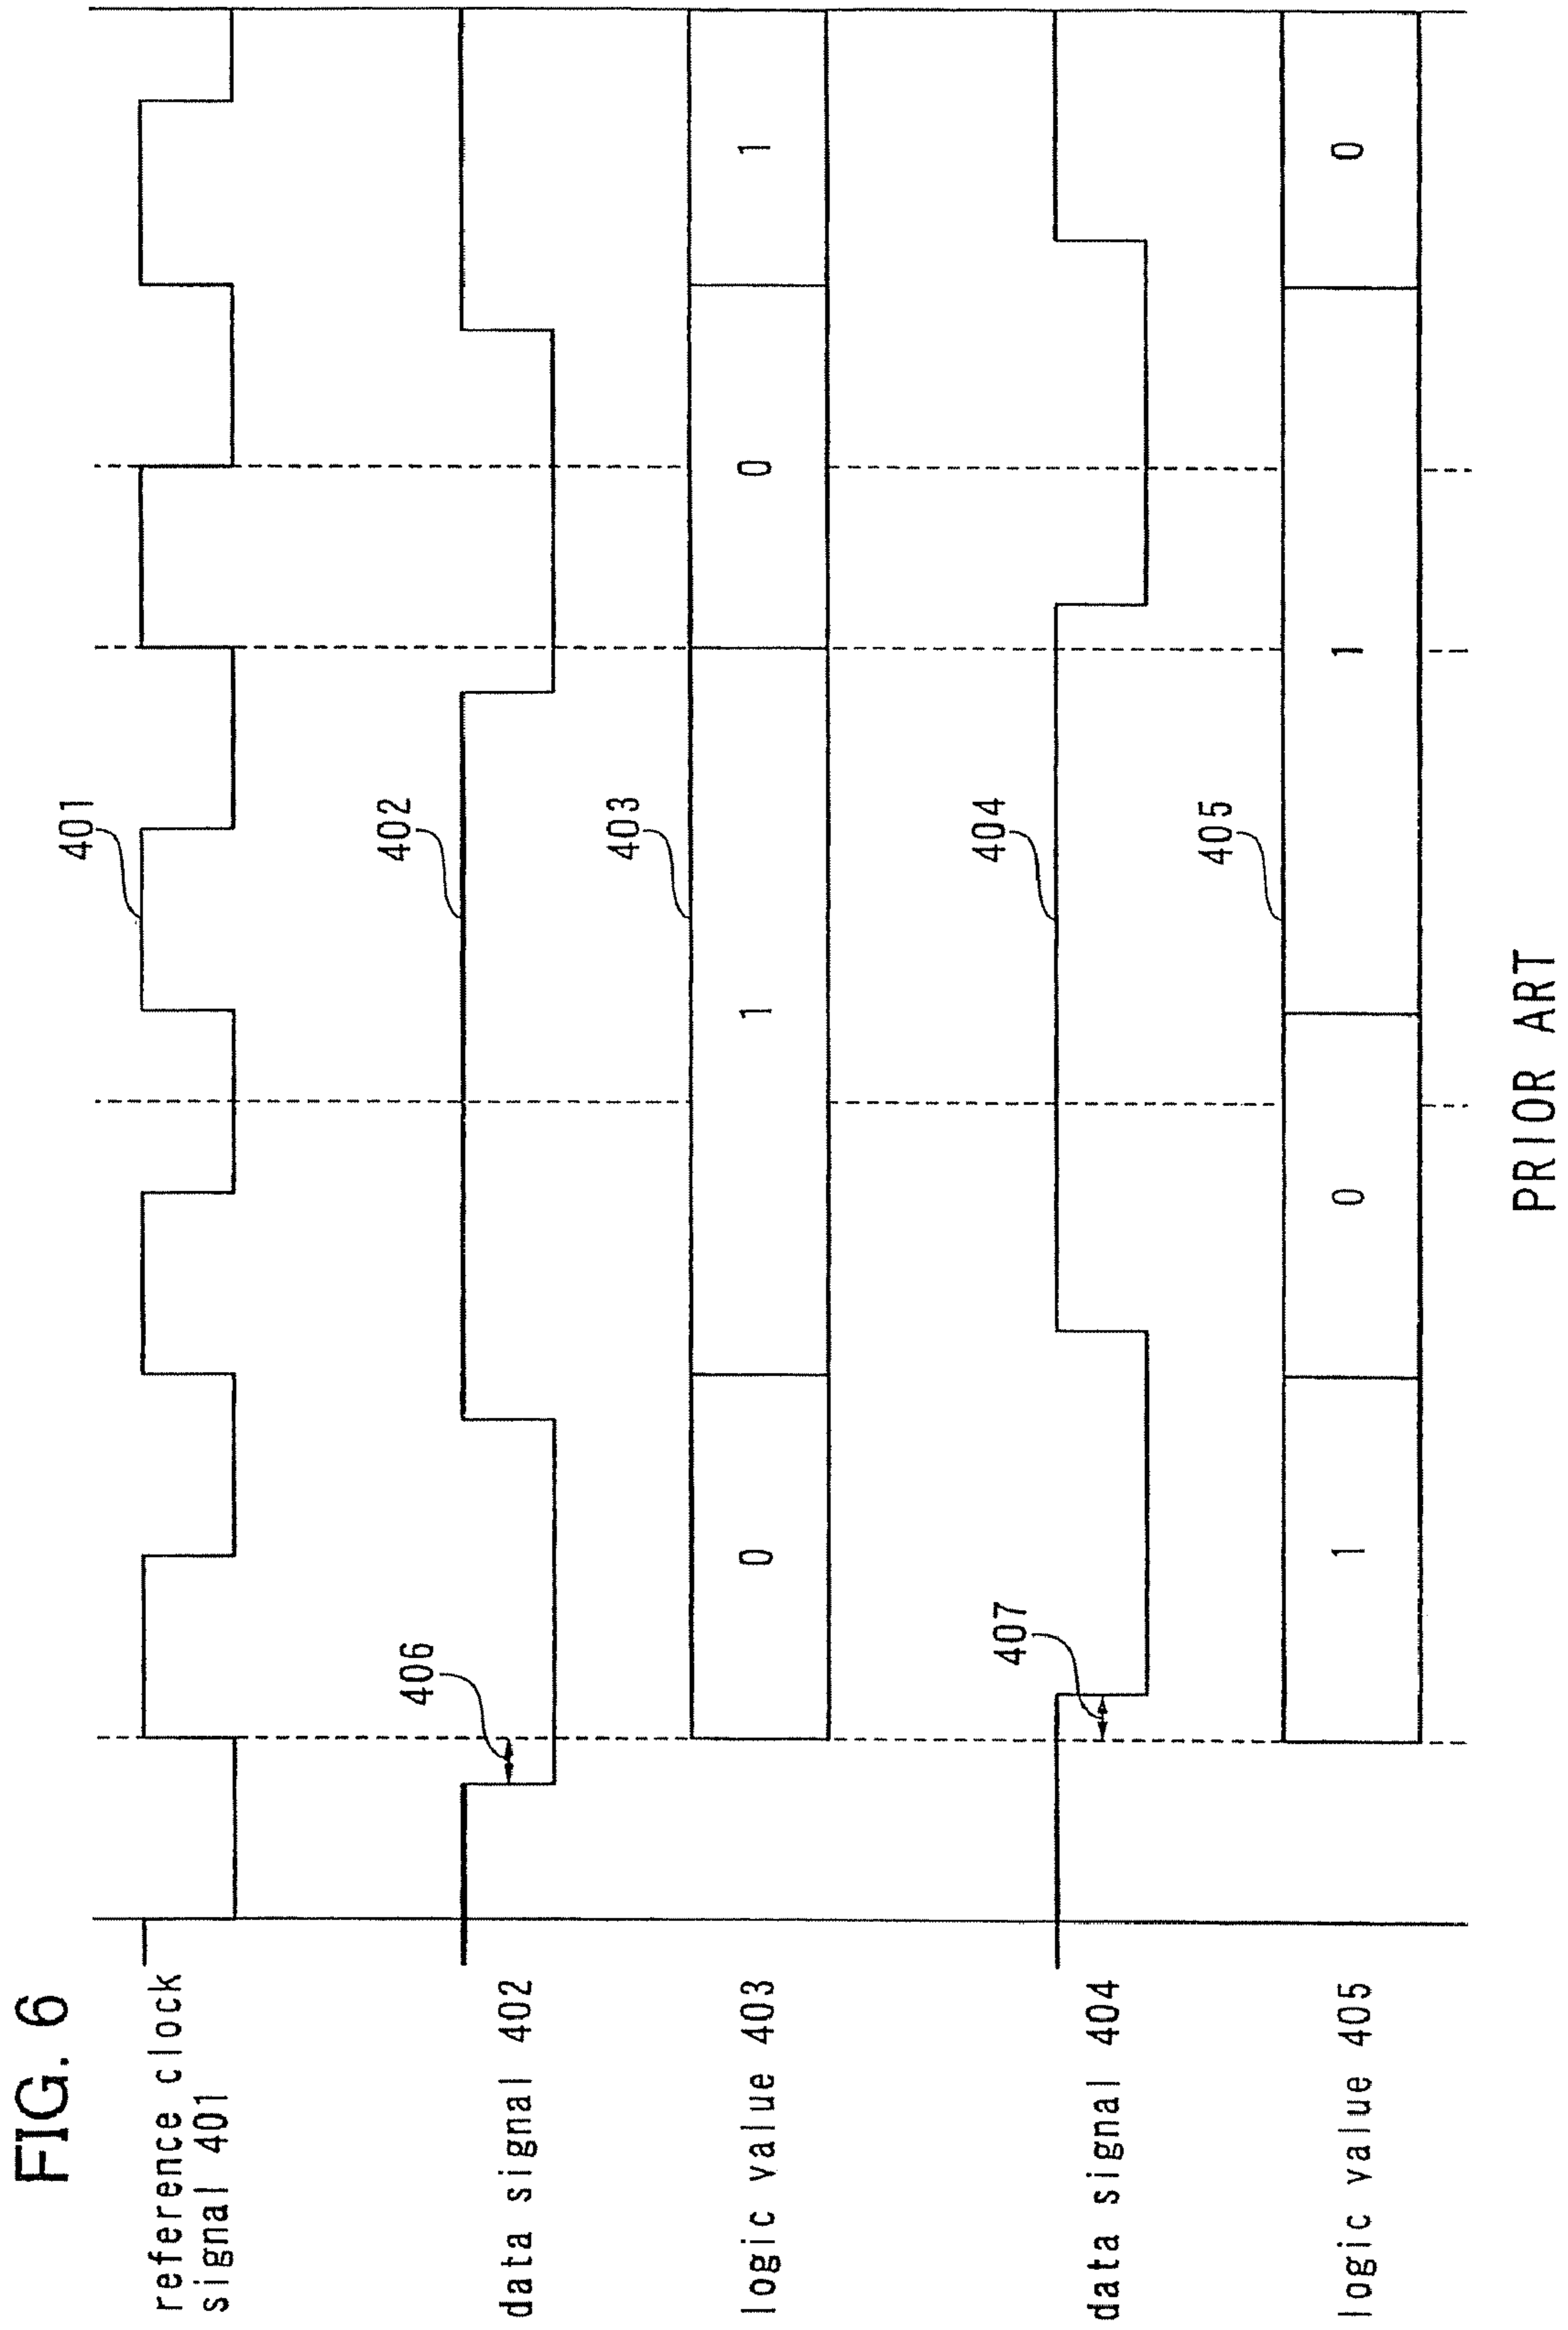 FIG. 6
reference clock
signal 401
401
data signal 402
406
402
logic value 403
0
1
403
0
1
data signal 404
407
404
logic value 405
1
0
405
1
0
PRIOR ART